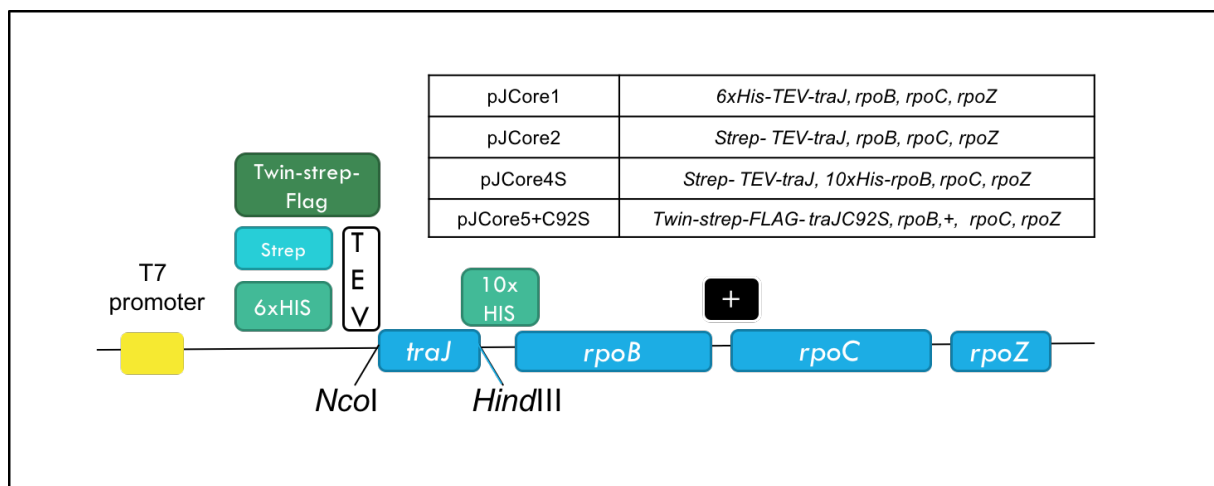 pJCore1 6xHis-TEV-traJ, rpoB, rpoC, rpoZ
pJCore2 Strep- TEV-traJ, rpoB, rpoC, rpoZ
pJCore4S Strep- TEV-traJ, 10xHis-rpoB, rpoC, rpoZ
pJCore5+C92S Twin-strep-FLAG- traJC92S, rpoB,+, rpoC, rpoZ
Twin-strep-
Flag
Strep
6xHIS
T
E
V
T7
promoter
10x
HIS
+
traJ
rpoB
rpoC
rpoZ
NcoI
HindIII